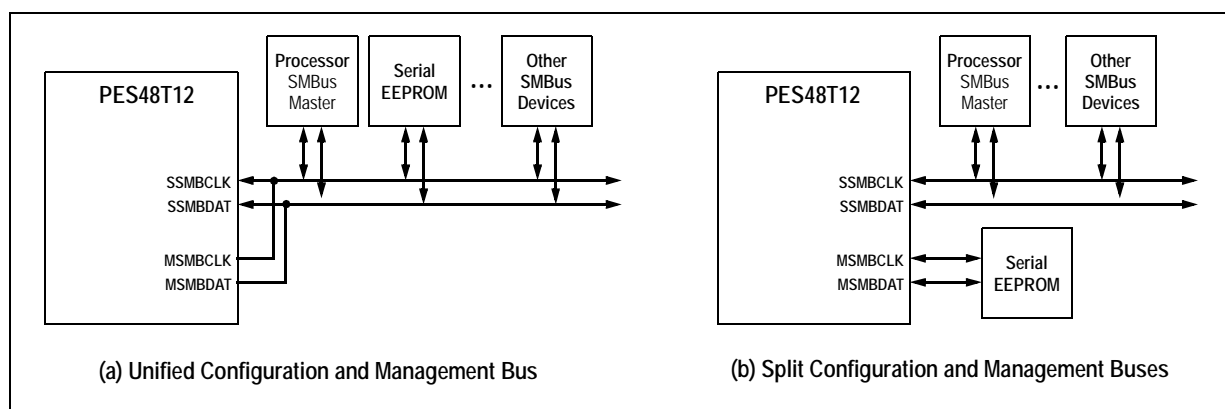 PES48T12
Processor
SMBus
Master
Serial
EEPROM
...
Other
SMBus
Devices
SSMBCLK
SSMBDAT
MSMBCLK
MSMBDAT
(a) Unified Configuration and Management Bus
PES48T12
Processor
SMBus
Master
...
Other
SMBus
Devices
SSMBCLK
SSMBDAT
MSMBCLK
MSMBDAT
Serial
EEPROM
(b) Split Configuration and Management Buses